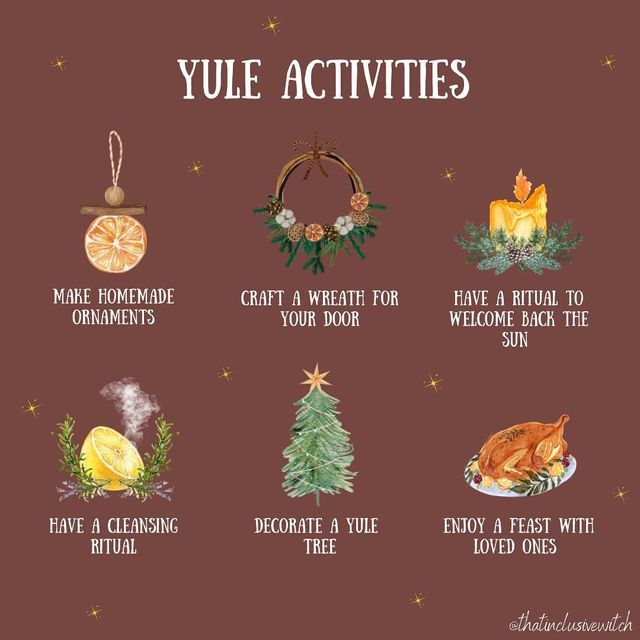 YULE ACTIVITIES
MAKE HOMEMADE
ORNAMENTS
CRAFT A WREATH FOR
YOUR DOOR
HAVE A RITUAL TO
WELCOME BACK THE
SUN
HAVE A CLEANSING
RITUAL
DECORATE A YULE
TREE
ENJOY A FEAST WITH
LOVED ONES
@thatinclusivewitch